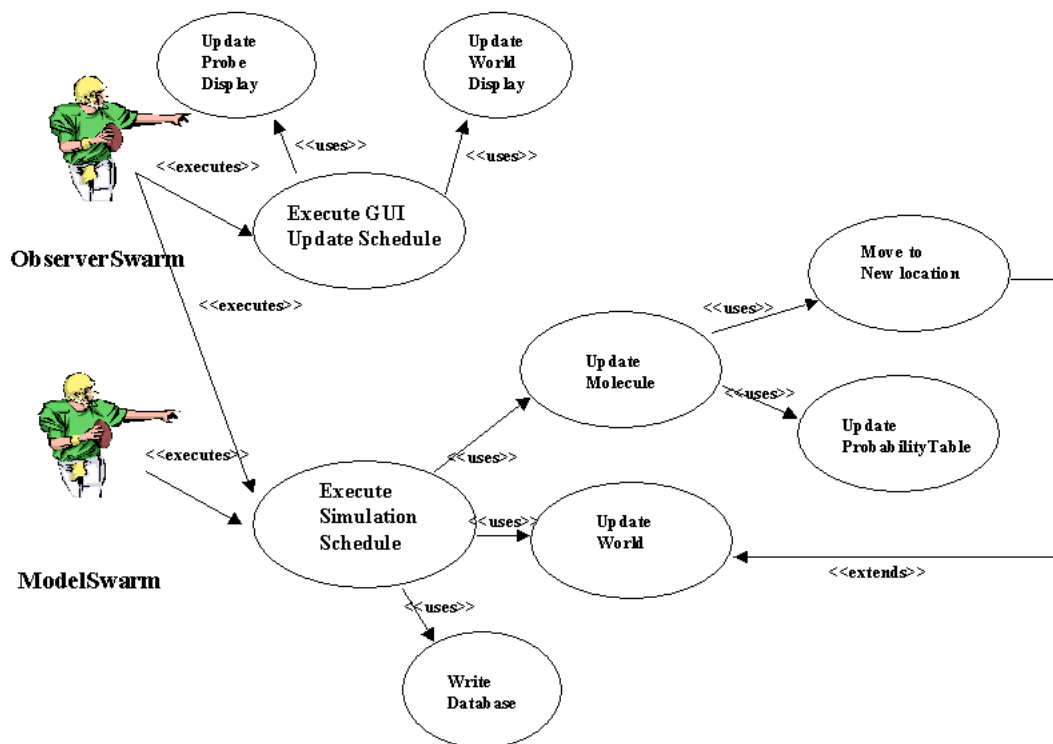 Update
Probe
Display
Update
World
Display
<<uses>>
<<uses>>
<<executes>>
Execute GUI
Update Schedule
ObserverSwarm
Move to
New location
<<executes>>
<<uses>>
Update
Molecule
<<uses>>
Update
ProbabilityTable
<<executes>>
<<uses>>
Execute
Simulation
Schedule
<<uses>>
Update
World
ModelSwarm
<<extends>>
<<uses>>
Write
Database